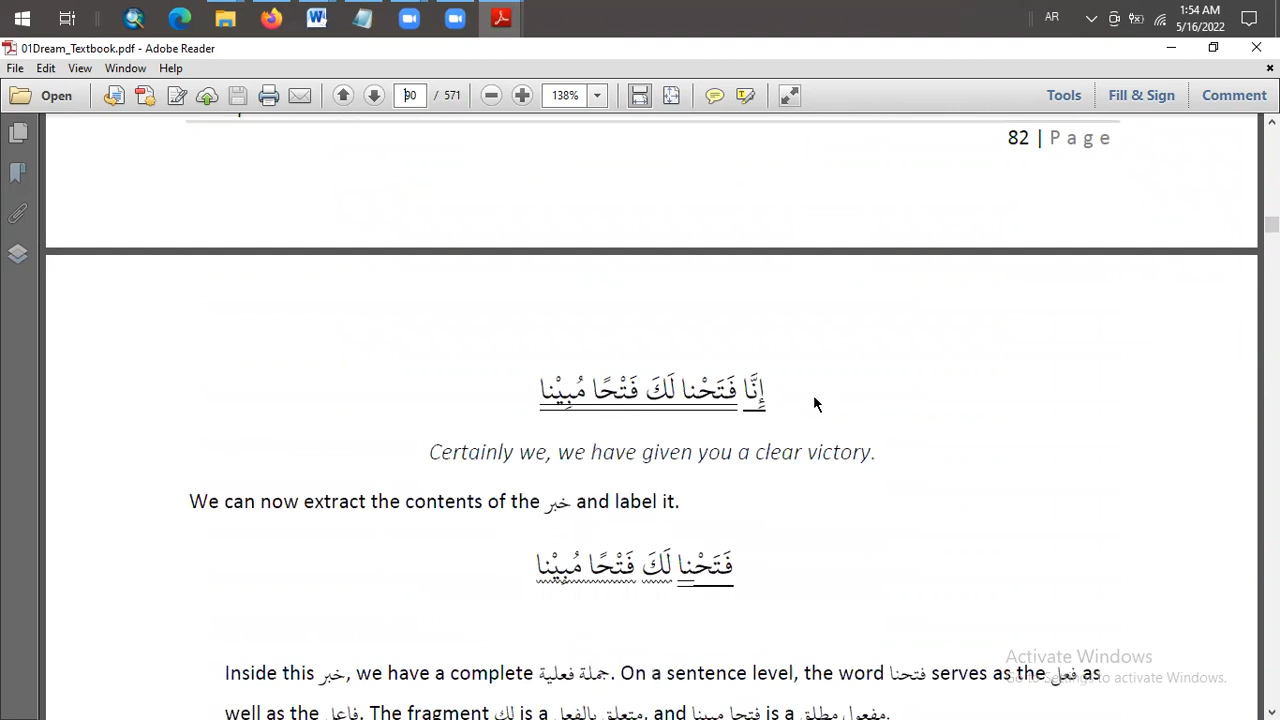 1:54 AM
AR
5/16/2022
01Dream_Textbook.pdf - Adobe Reader
File Edit View Window Help
Open 90 / 571 138% Tools Fill & Sign Comment
82 | P a g e
إِنَّا فَتَحْنا لَكَ فَتْحًا مُبِيْنا
Certainly we, we have given you a clear victory.
We can now extract the contents of the خبر and label it.
فَتَحْنا لَكَ فَتْحًا مُبِيْنا
Activate Windows
Go to Settings to activate Windows.
Inside this خبر, we have a complete جملة فعلية. On a sentence level, the word فتحنا serves as the فعل as
well as the فاعل. The fragment لك is a متعلق بالفعل, and فتحا مبينا is a مفعول مطلق.